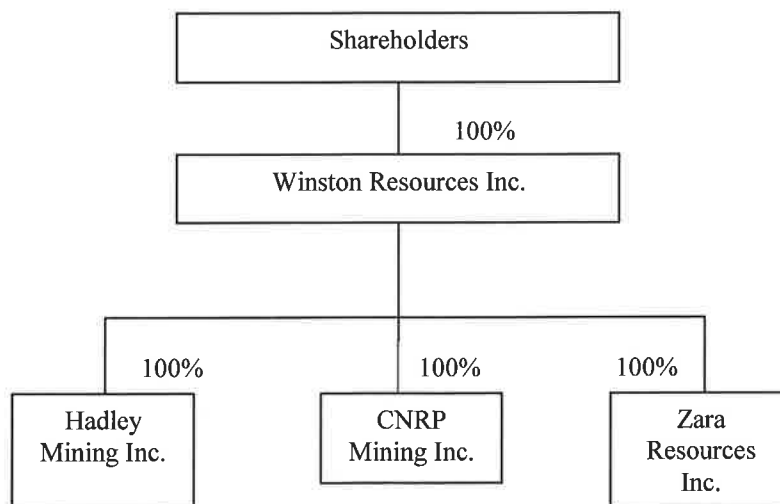 Shareholders
100%
Winston Resources Inc.
100%
100%
100%
Hadley
Mining Inc.
CNRP
Mining Inc.
Zara
Resources
Inc.